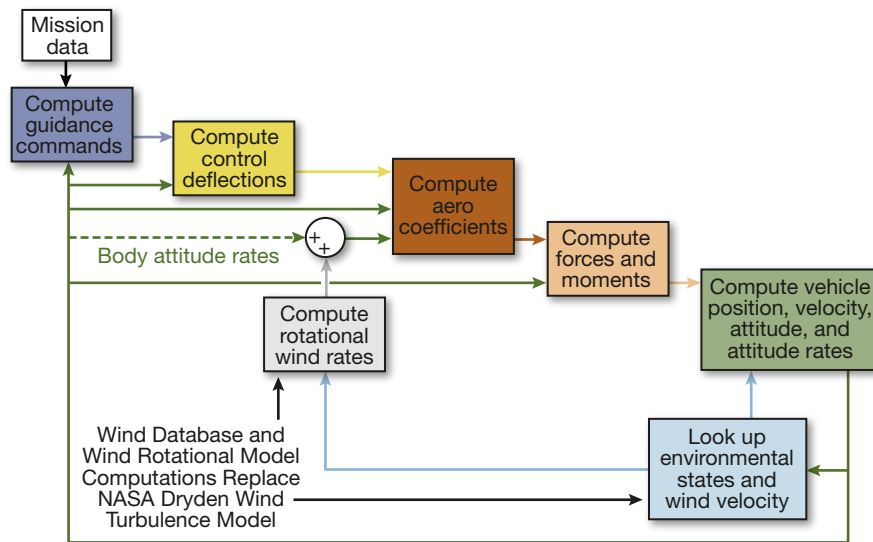 Mission
data
Compute
guidance
commands
Compute
control
deflections
Compute
aero
coefficients
+
+
Body attitude rates
Compute
forces and
moments
Compute vehicle
position, velocity,
attitude, and
attitude rates
Compute
rotational
wind rates
Wind Database and
Wind Rotational Model
Computations Replace
NASA Dryden Wind
Turbulence Model
Look up
environmental
states and
wind velocity